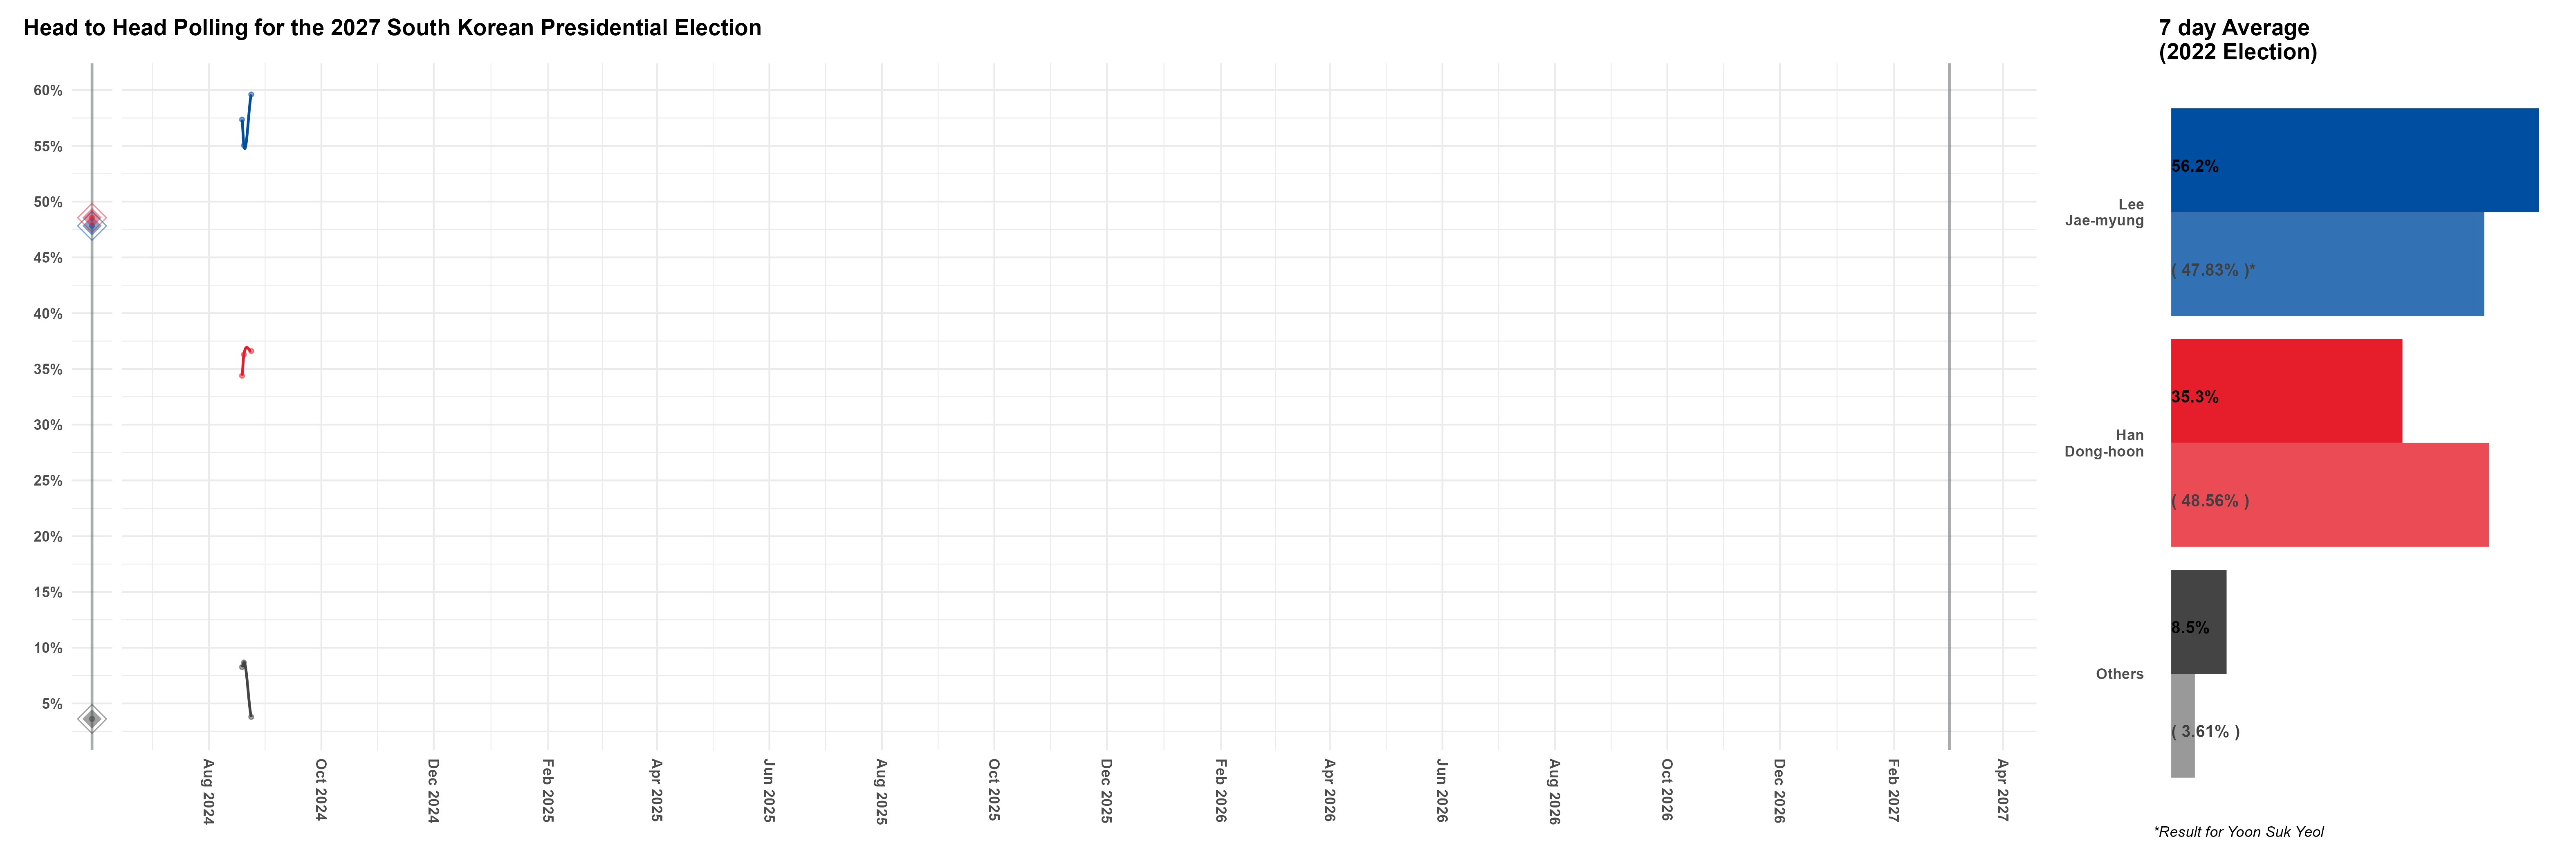 Head to Head Polling for the 2027 South Korean Presidential Election
60%
55%
50%
45%
40%
35%
30%
25%
20%
15%
10%
5%
Aug 2024
Oct 2024
Dec 2024
Feb 2025
Apr 2025
Jun 2025
Aug 2025
Oct 2025
Dec 2025
Feb 2026
Apr 2026
Jun 2026
Aug 2026
Oct 2026
Dec 2026
Feb 2027
Apr 2027
7 day Average
(2022 Election)
Lee
Jae-myung
56.2%
( 47.83% )*
Han
Dong-hoon
35.3%
( 48.56% )
Others
8.5%
( 3.61% )
*Result for Yoon Suk Yeol